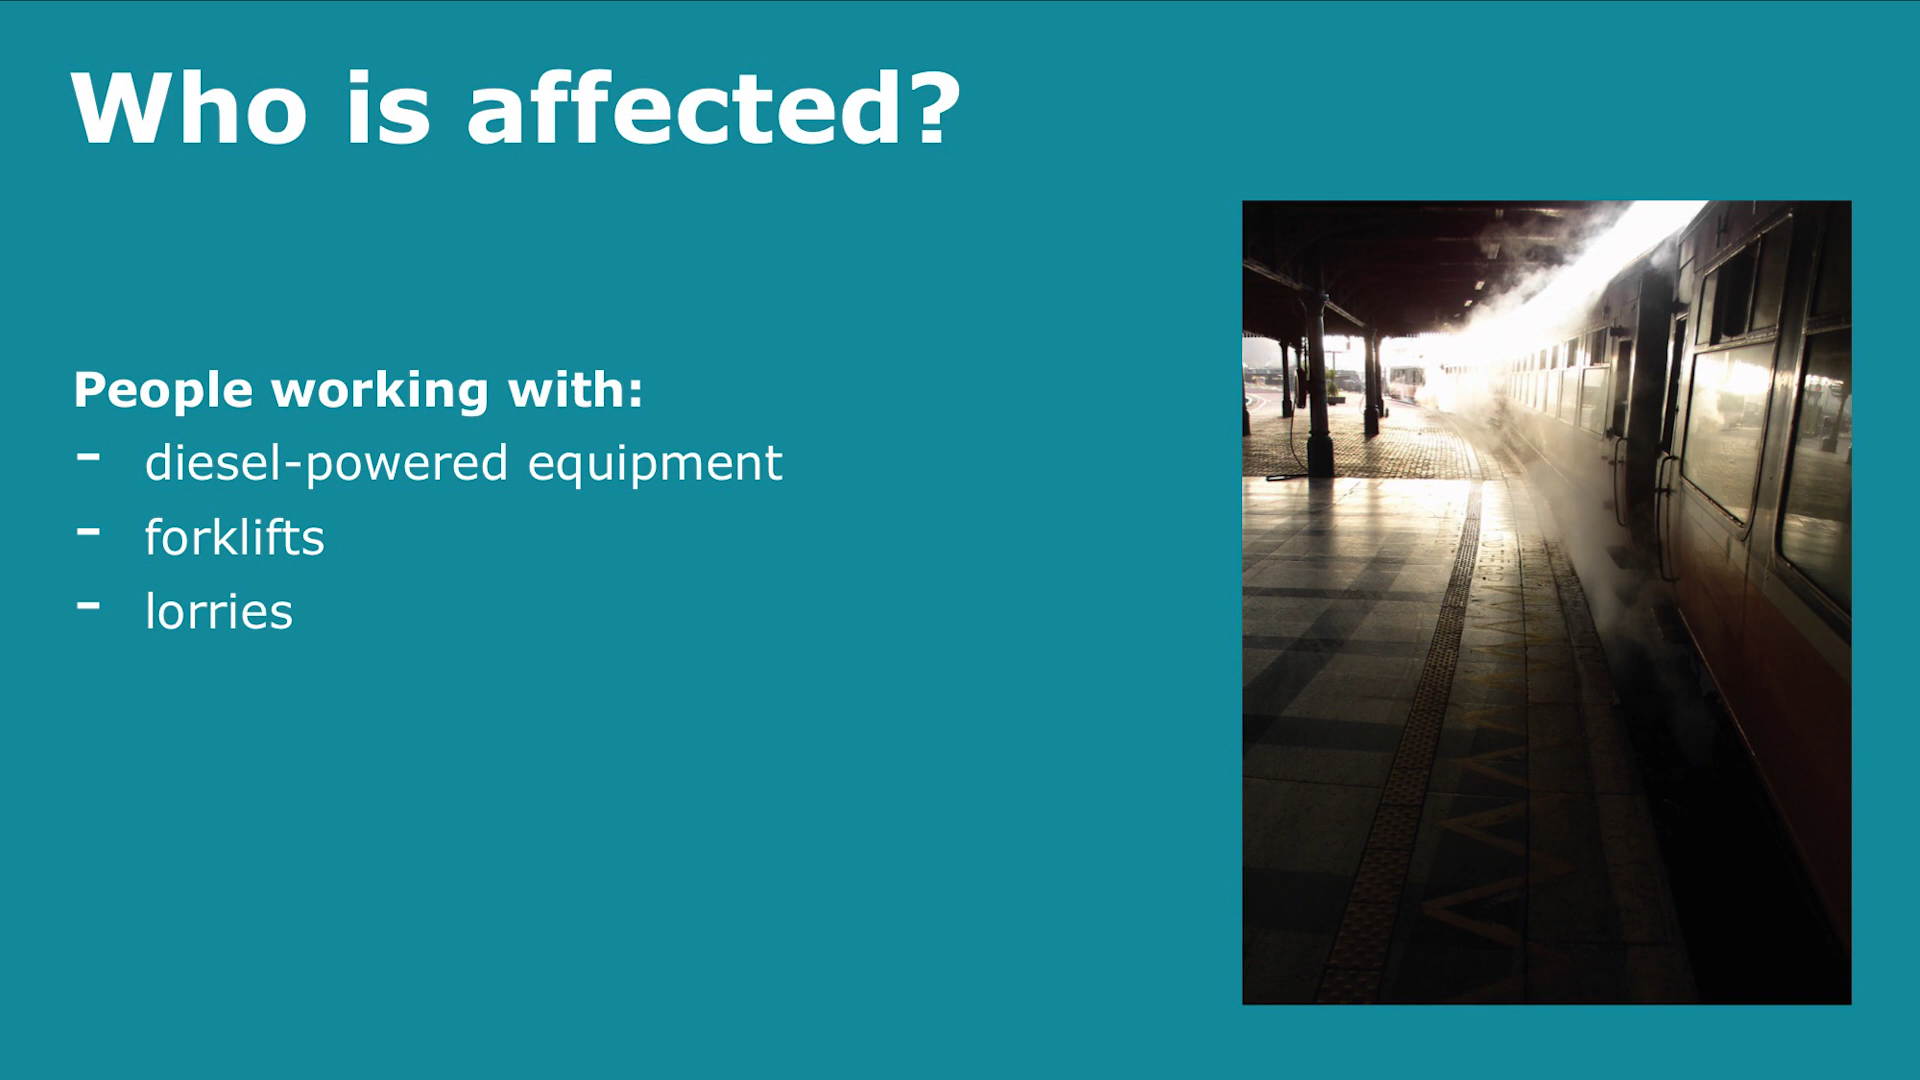 Who is affected?
People working with:
- diesel-powered equipment
- forklifts
- lorries